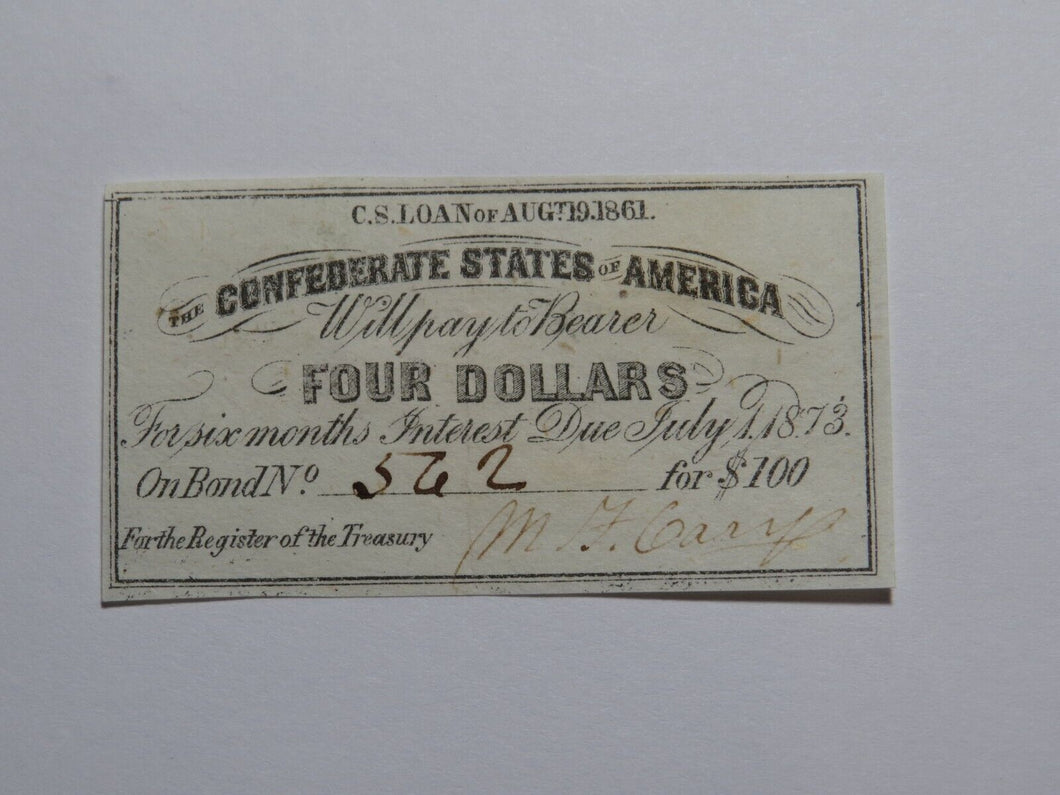 C.S. LOAN OF AUGT. 19. 1861.
THE CONFEDERATE STATES OF AMERICA
Will pay to Bearer
FOUR DOLLARS
For six months Interest Due July 1. 1873.
On Bond No. 562 for $100
For the Register of the Treasury M. F. Cary